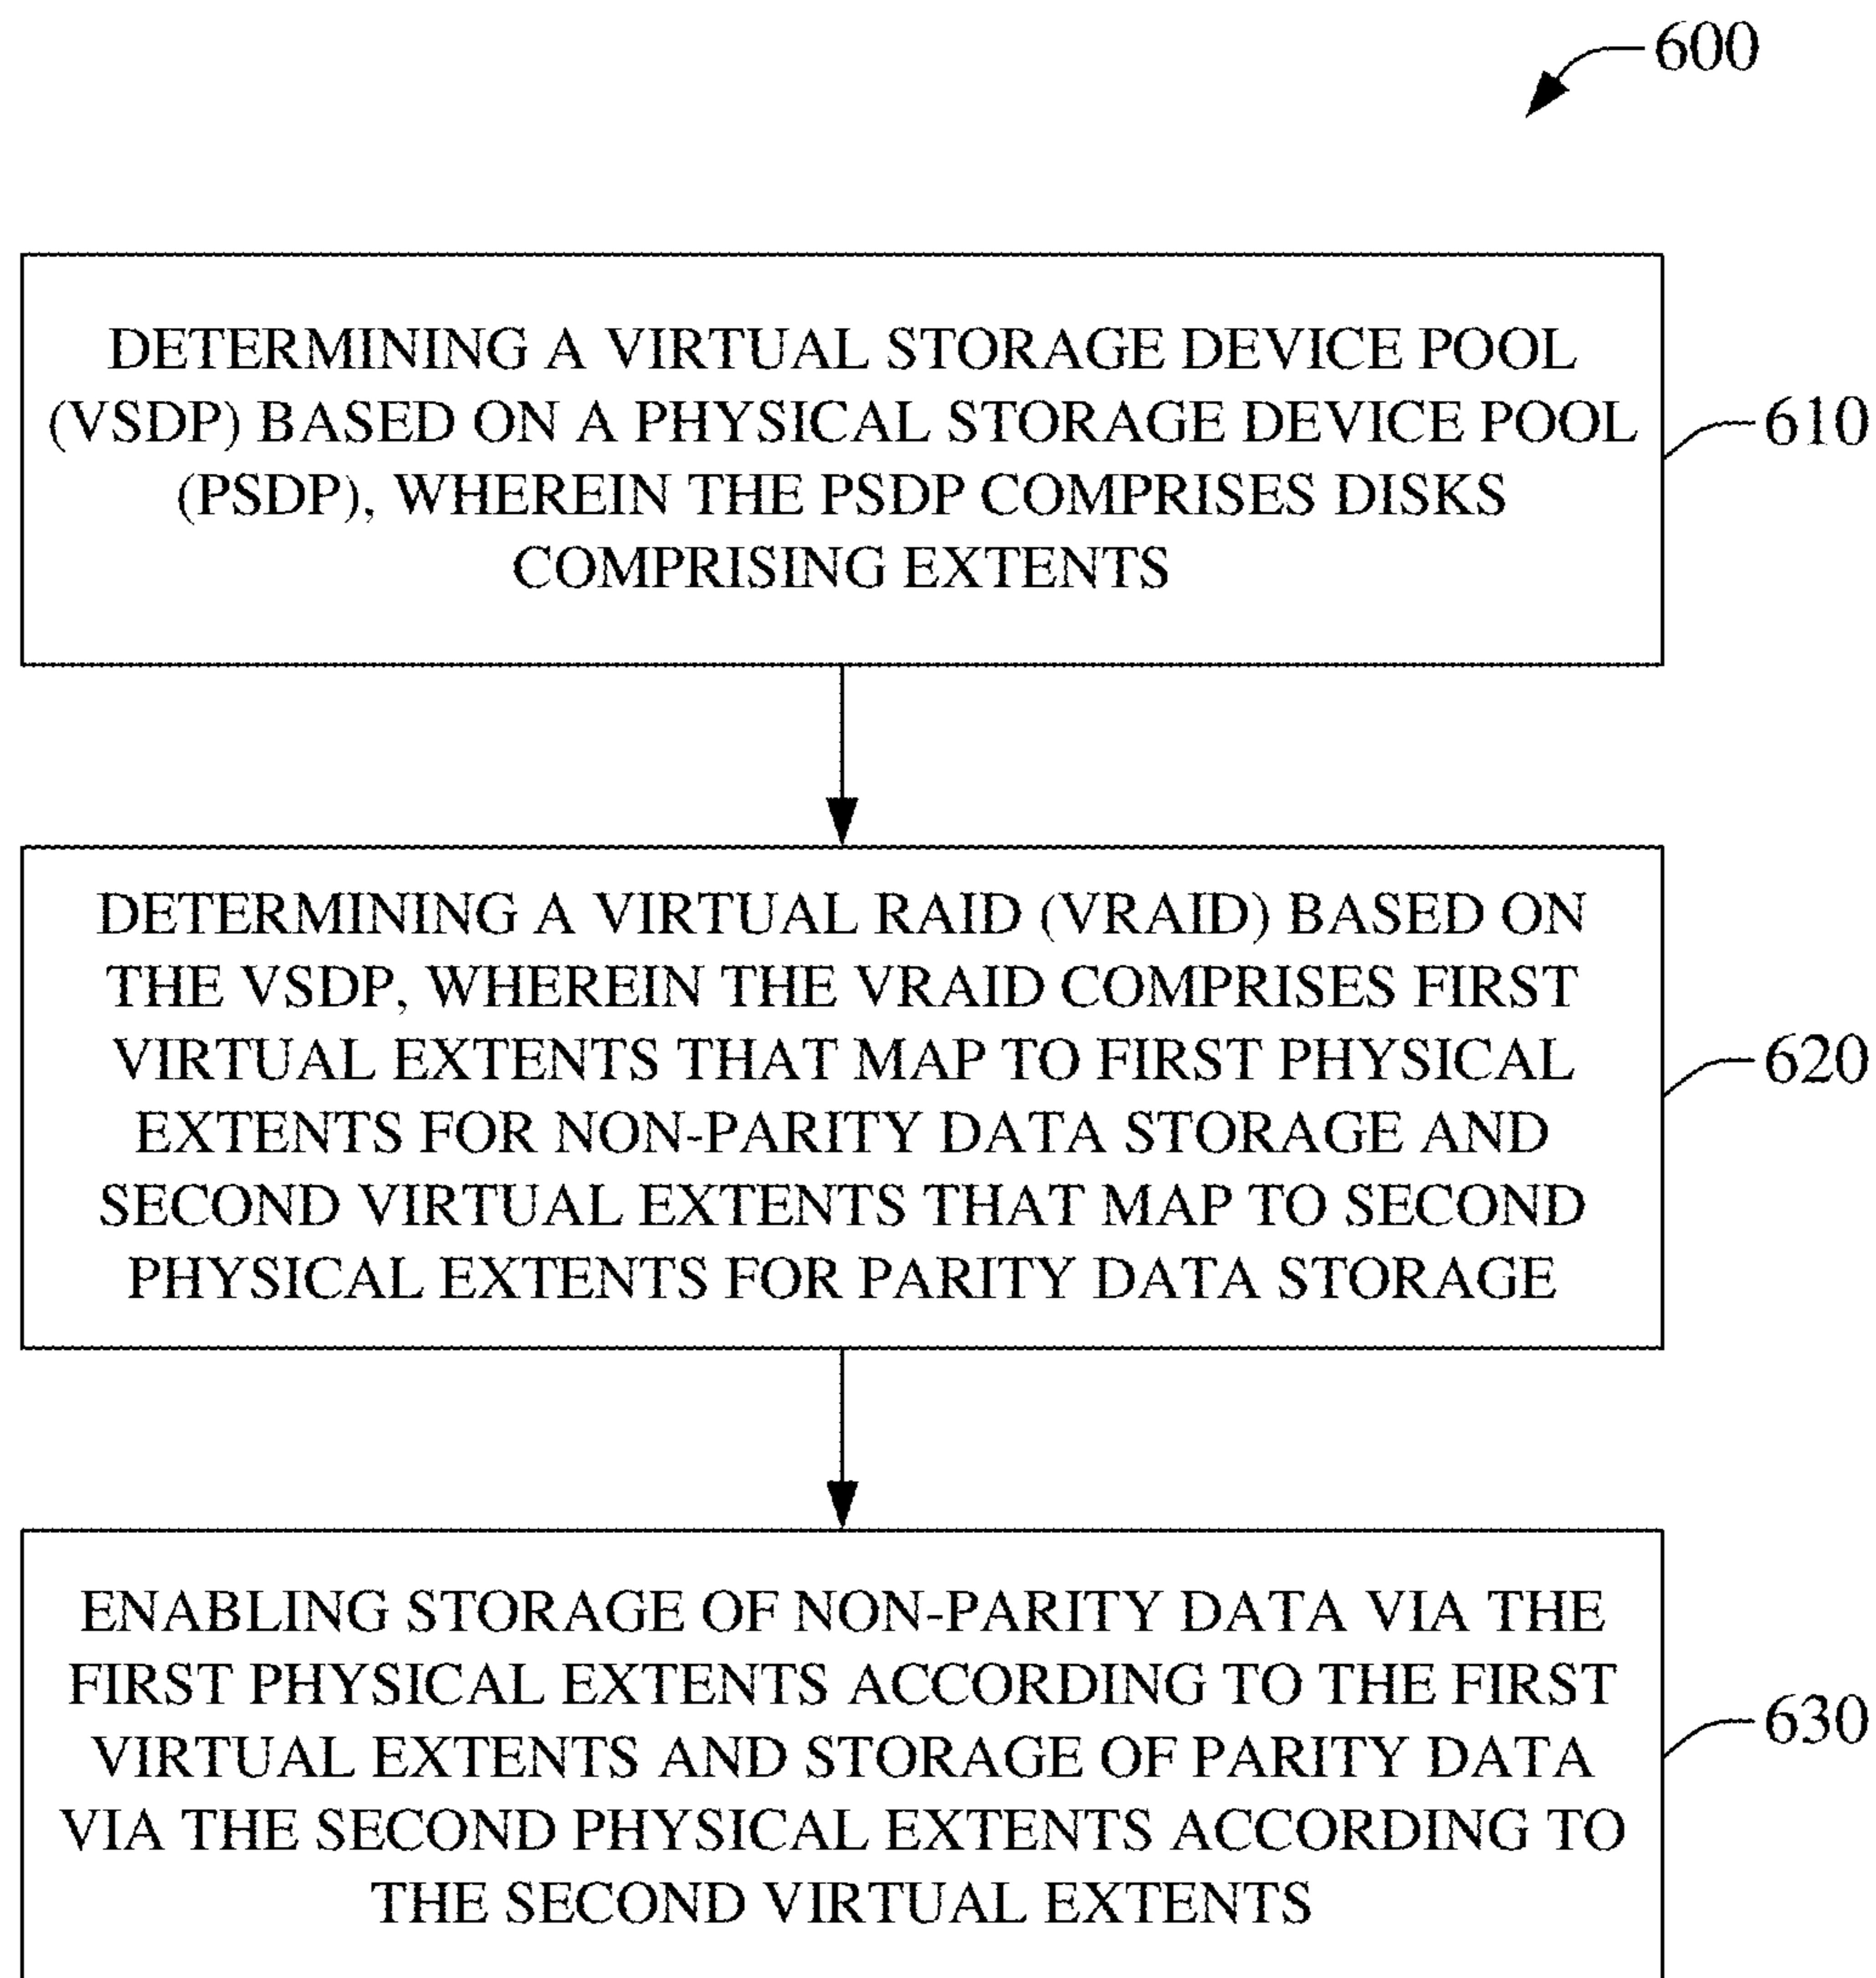 600
DETERMINING A VIRTUAL STORAGE DEVICE POOL
(VSDP) BASED ON A PHYSICAL STORAGE DEVICE POOL
(PSDP), WHEREIN THE PSDP COMPRISES DISKS
COMPRISING EXTENTS
610
DETERMINING A VIRTUAL RAID (VRAID) BASED ON
THE VSDP, WHEREIN THE VRAID COMPRISES FIRST
VIRTUAL EXTENTS THAT MAP TO FIRST PHYSICAL
EXTENTS FOR NON-PARITY DATA STORAGE AND
SECOND VIRTUAL EXTENTS THAT MAP TO SECOND
PHYSICAL EXTENTS FOR PARITY DATA STORAGE
620
ENABLING STORAGE OF NON-PARITY DATA VIA THE
FIRST PHYSICAL EXTENTS ACCORDING TO THE FIRST
VIRTUAL EXTENTS AND STORAGE OF PARITY DATA
VIA THE SECOND PHYSICAL EXTENTS ACCORDING TO
THE SECOND VIRTUAL EXTENTS
630